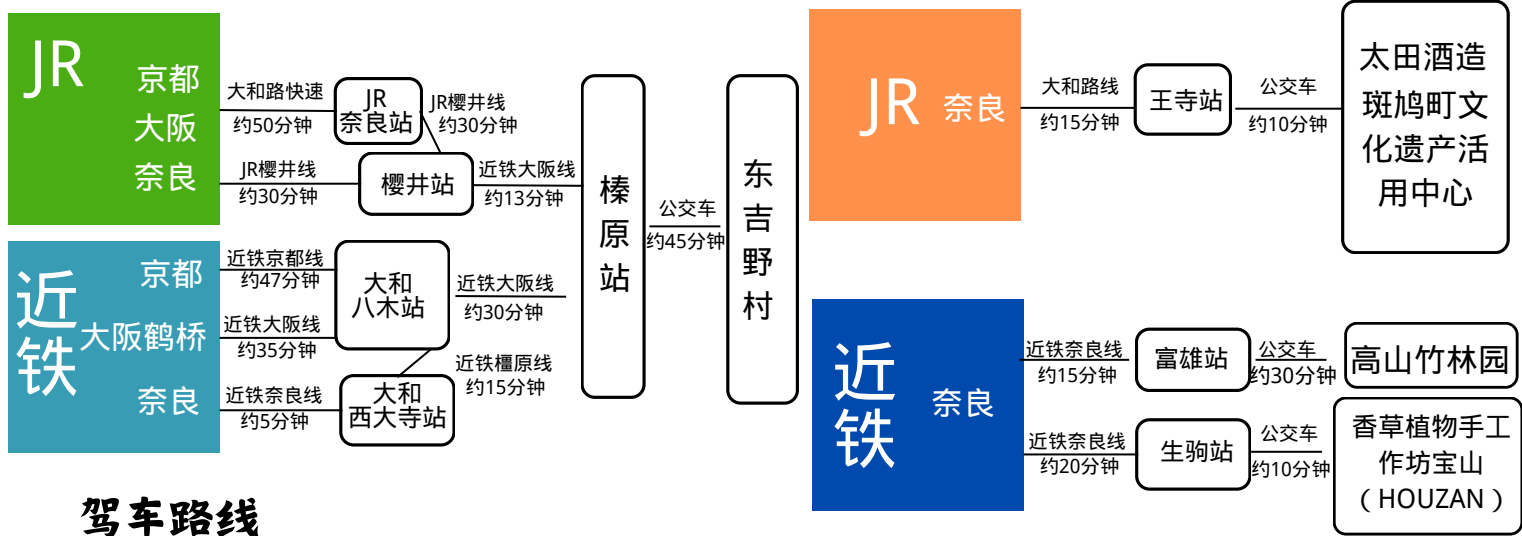 JR
京都
大阪
奈良
大和路快速
约50分钟
JR
奈良站
JR樱井线
约30分钟
JR樱井线
约30分钟
樱井站
近铁大阪线
约13分钟
近
铁
京都
大阪鹤桥
奈良
近铁京都线
约47分钟
近铁大阪线
约35分钟
近铁奈良线
约5分钟
大和
八木站
近铁大阪线
约30分钟
近铁橿原线
约15分钟
大和
西大寺站
榛
原
站
公交车
约45分钟
东
吉
野
村
JR
奈良
大和路线
约15分钟
王寺站
公交车
约10分钟
太田酒造
斑鸠町文
化遗产活
用中心
近
铁
奈良
近铁奈良线
约15分钟
富雄站
公交车
约30分钟
高山竹林园
近铁奈良线
约20分钟
生驹站
公交车
约10分钟
香草植物手工
作坊宝山
（HOUZAN）
驾车路线